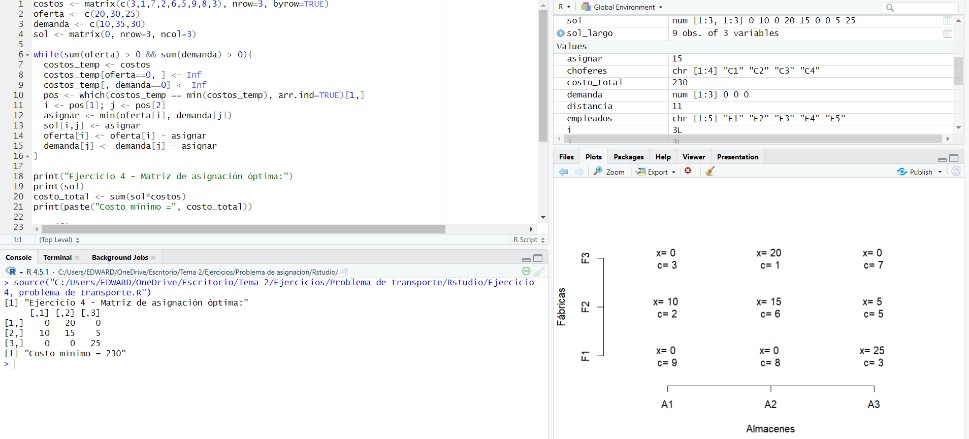 1 costos <- matrix(c(3,1,7,2,6,5,9,8,3), nrow=3, byrow=TRUE)
2 oferta <- c(20,30,25)
3 demanda <- c(10,35,30)
4 sol <- matrix(0, nrow=3, ncol=3)
5
6 while(sum(oferta) > 0 && sum(demanda) > 0){
7 costos_temp <- costos
8 costos_temp[oferta==0, ] <- Inf
9 costos_temp[, demanda==0] <- Inf
10 pos <- which(costos_temp == min(costos_temp), arr.ind=TRUE)[1,]
11 i <- pos[1]; j <- pos[2]
12 asignar <- min(oferta[i], demanda[j])
13 sol[i,j] <- asignar
14 oferta[i] <- oferta[i] - asignar
15 demanda[j] <- demanda[j] - asignar
16 }
17
18 print("Ejercicio 4 - Matriz de asignación óptima:")
19 print(sol)
20 costo_total <- sum(sol*costos)
21 print(paste("Costo mínimo =", costo_total))
22
23
1:1 (Top Level) R Script
Console Terminal Background Jobs
R - R 4.5.1 · C:/Users/EDWARD/OneDrive/Escritorio/Tema 2/Ejercicios/Problema de asignacion/Rstudio/
> source("C:/Users/EDWARD/OneDrive/Escritorio/Tema 2/Ejercicios/Problema de transporte/Rstudio/Ejercicio
4, problema de transporte.R")
[1] "Ejercicio 4 - Matriz de asignación óptima:"
[,1] [,2] [,3]
[1,] 0 20 0
[2,] 10 15 5
[3,] 0 0 25
[1] "Costo mínimo = 230"
>
R Global Environment
sol num [1:3, 1:3] 0 10 0 20 15 0 0 5 25
sol_largo 9 obs. of 3 variables
Values
asignar 15
choferes chr [1:4] "C1" "C2" "C3" "C4"
costo_total 230
demanda num [1:3] 0 0 0
distancia 11
empleados chr [1:5] "E1" "E2" "E3" "E4" "E5"
i 3L
Files Plots Packages Help Viewer Presentation
Zoom Export Publish
Fábricas
F3
x= 0 x= 20 x= 0
c= 3 c= 1 c= 7
F2
x= 10 x= 15 x= 5
c= 2 c= 6 c= 5
F1
x= 0 x= 0 x= 25
c= 9 c= 8 c= 3
A1 A2 A3
Almacenes